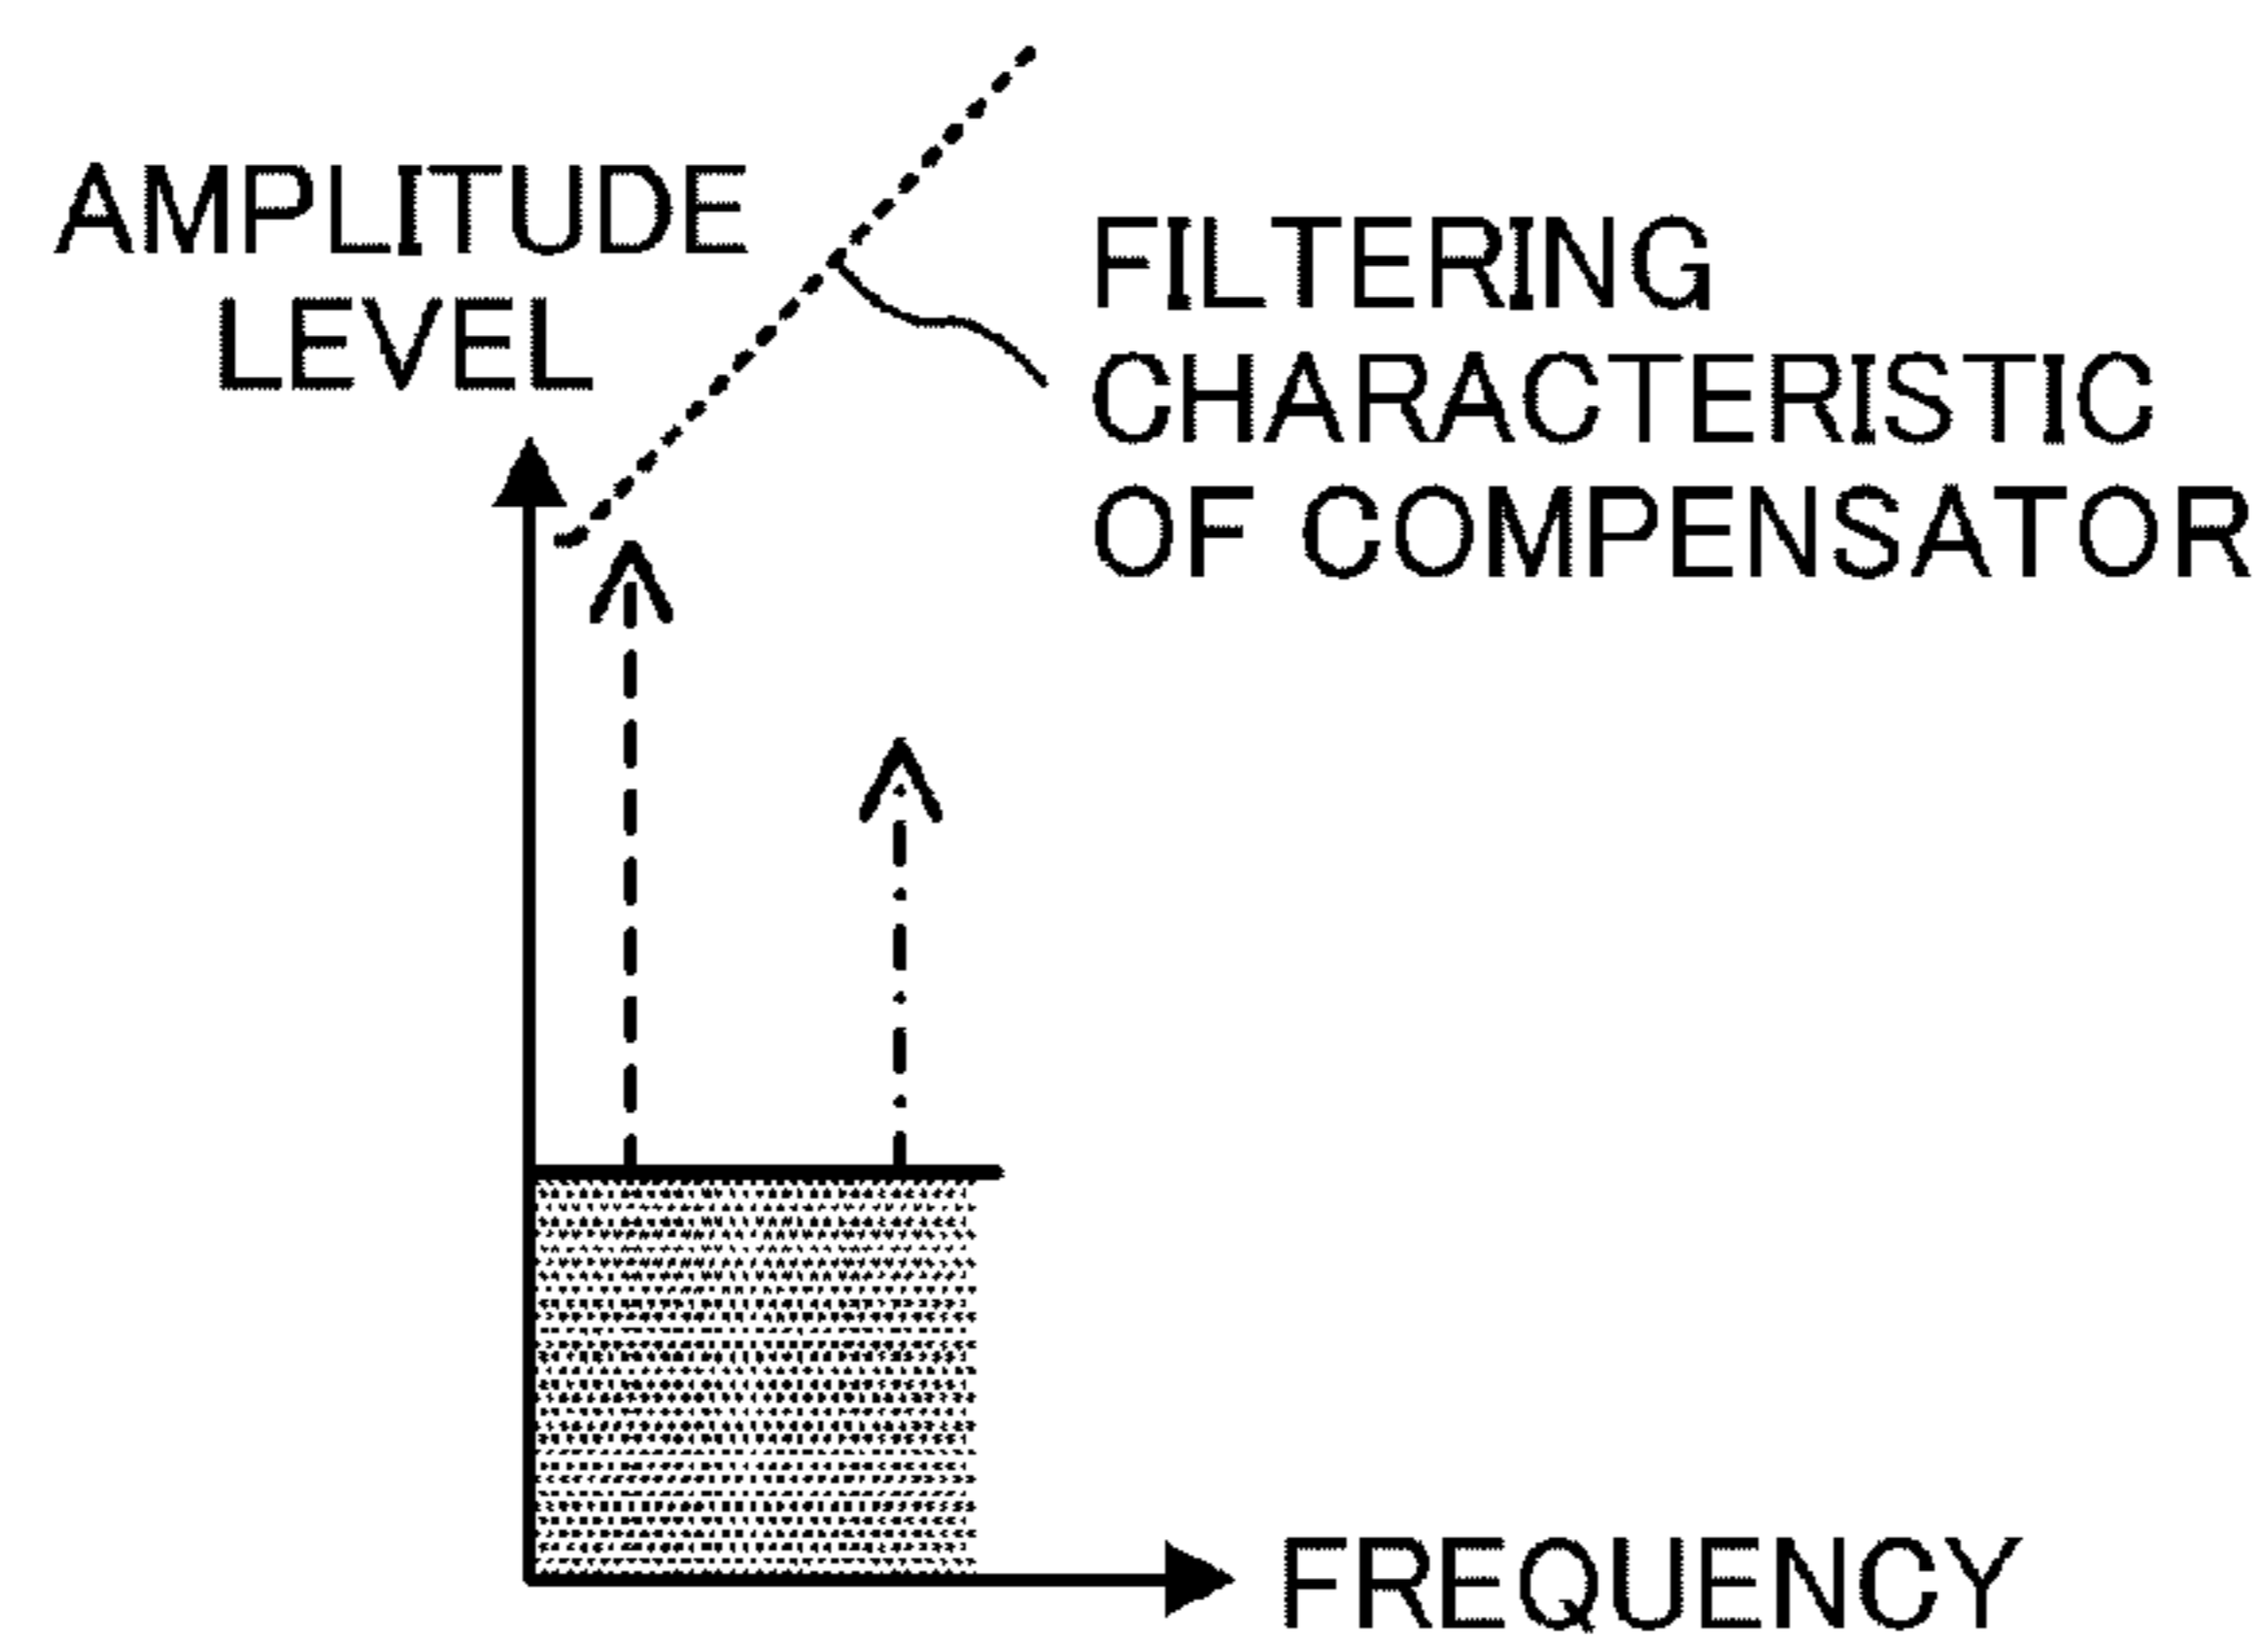 AMPLITUDE
LEVEL
FILTERING
CHARACTERISTIC
OF COMPENSATOR
FREQUENCY